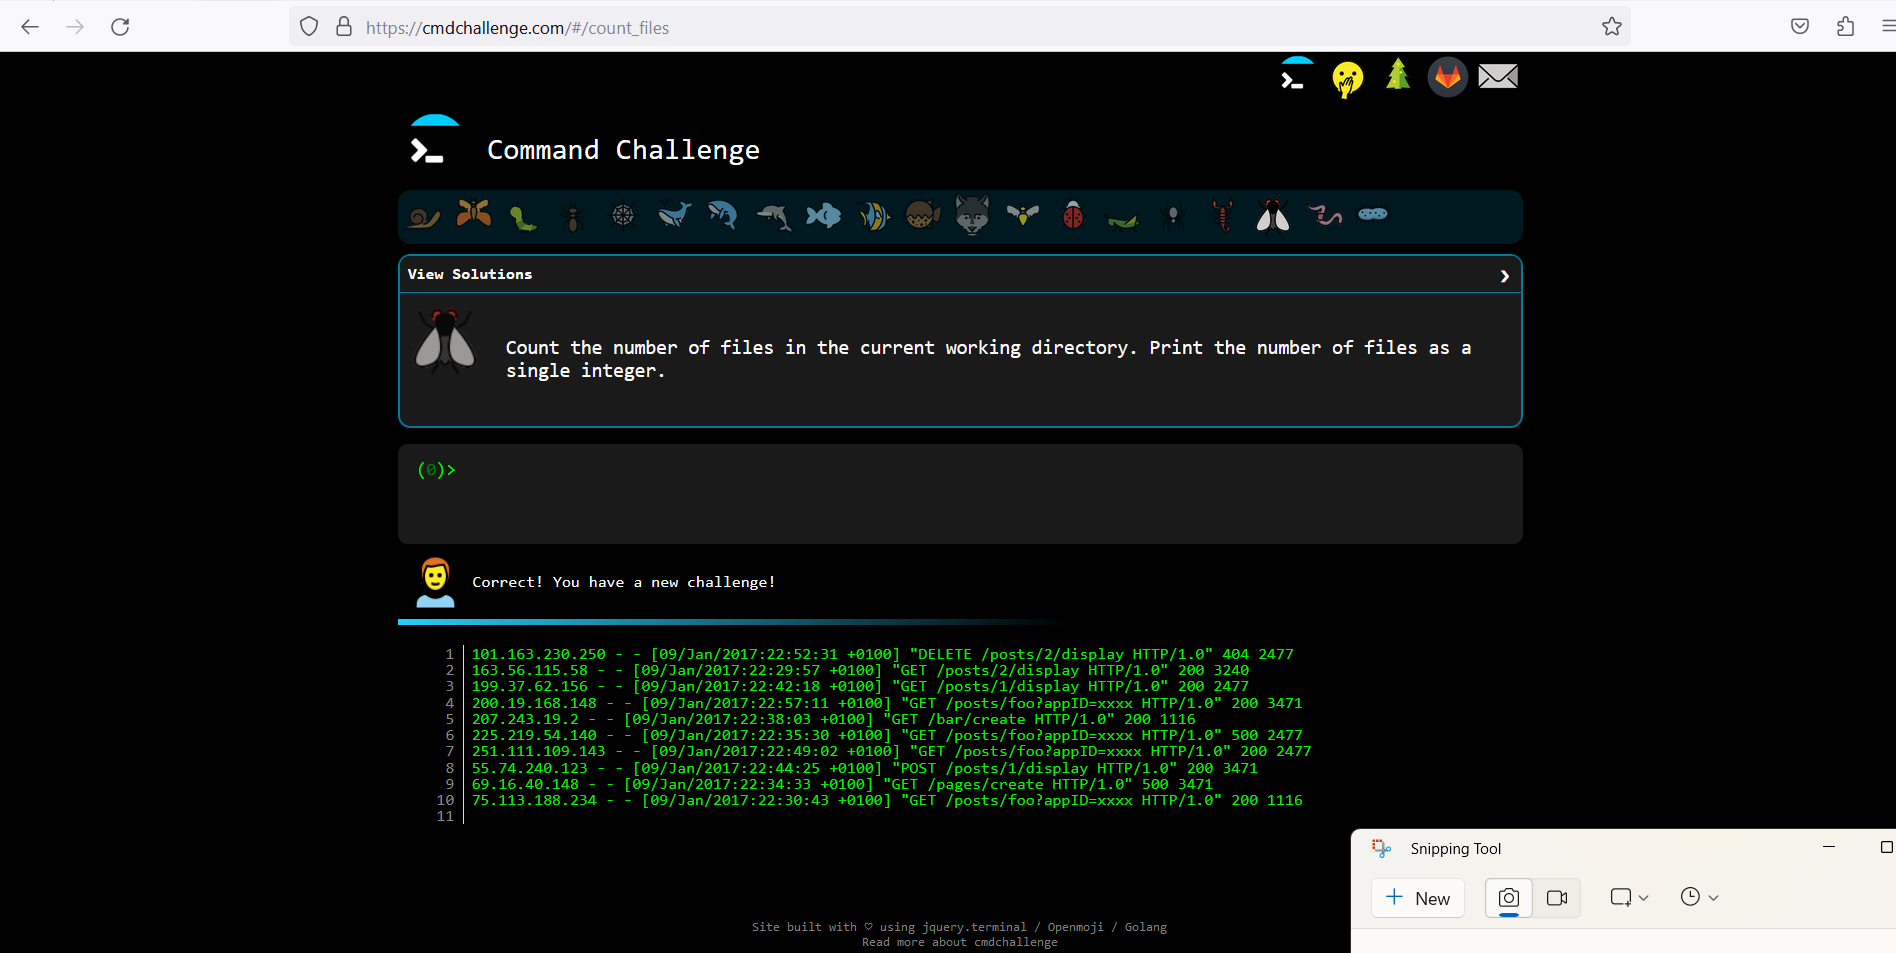 https://cmdchallenge.com/#/count_files
Command Challenge
View Solutions
Count the number of files in the current working directory. Print the number of files as a
single integer.
(0)>
Correct! You have a new challenge!
1 101.163.230.250 - - [09/Jan/2017:22:52:31 +0100] "DELETE /posts/2/display HTTP/1.0" 404 2477
2 163.56.115.58 - - [09/Jan/2017:22:29:57 +0100] "GET /posts/2/display HTTP/1.0" 200 3240
3 199.37.62.156 - - [09/Jan/2017:22:42:18 +0100] "GET /posts/1/display HTTP/1.0" 200 2477
4 200.19.168.148 - - [09/Jan/2017:22:57:11 +0100] "GET /posts/foo?appID=xxxx HTTP/1.0" 200 3471
5 207.243.19.2 - - [09/Jan/2017:22:38:03 +0100] "GET /bar/create HTTP/1.0" 200 1116
6 225.219.54.140 - - [09/Jan/2017:22:35:30 +0100] "GET /posts/foo?appID=xxxx HTTP/1.0" 500 2477
7 251.111.109.143 - - [09/Jan/2017:22:49:02 +0100] "GET /posts/foo?appID=xxxx HTTP/1.0" 200 2477
8 55.74.240.123 - - [09/Jan/2017:22:44:25 +0100] "POST /posts/1/display HTTP/1.0" 200 3471
9 69.16.40.148 - - [09/Jan/2017:22:34:33 +0100] "GET /pages/create HTTP/1.0" 500 3471
10 75.113.188.234 - - [09/Jan/2017:22:30:43 +0100] "GET /posts/foo?appID=xxxx HTTP/1.0" 200 1116
11
Snipping Tool
New
Site built with ♡ using jquery.terminal / Openmoji / Golang
Read more about cmdchallenge